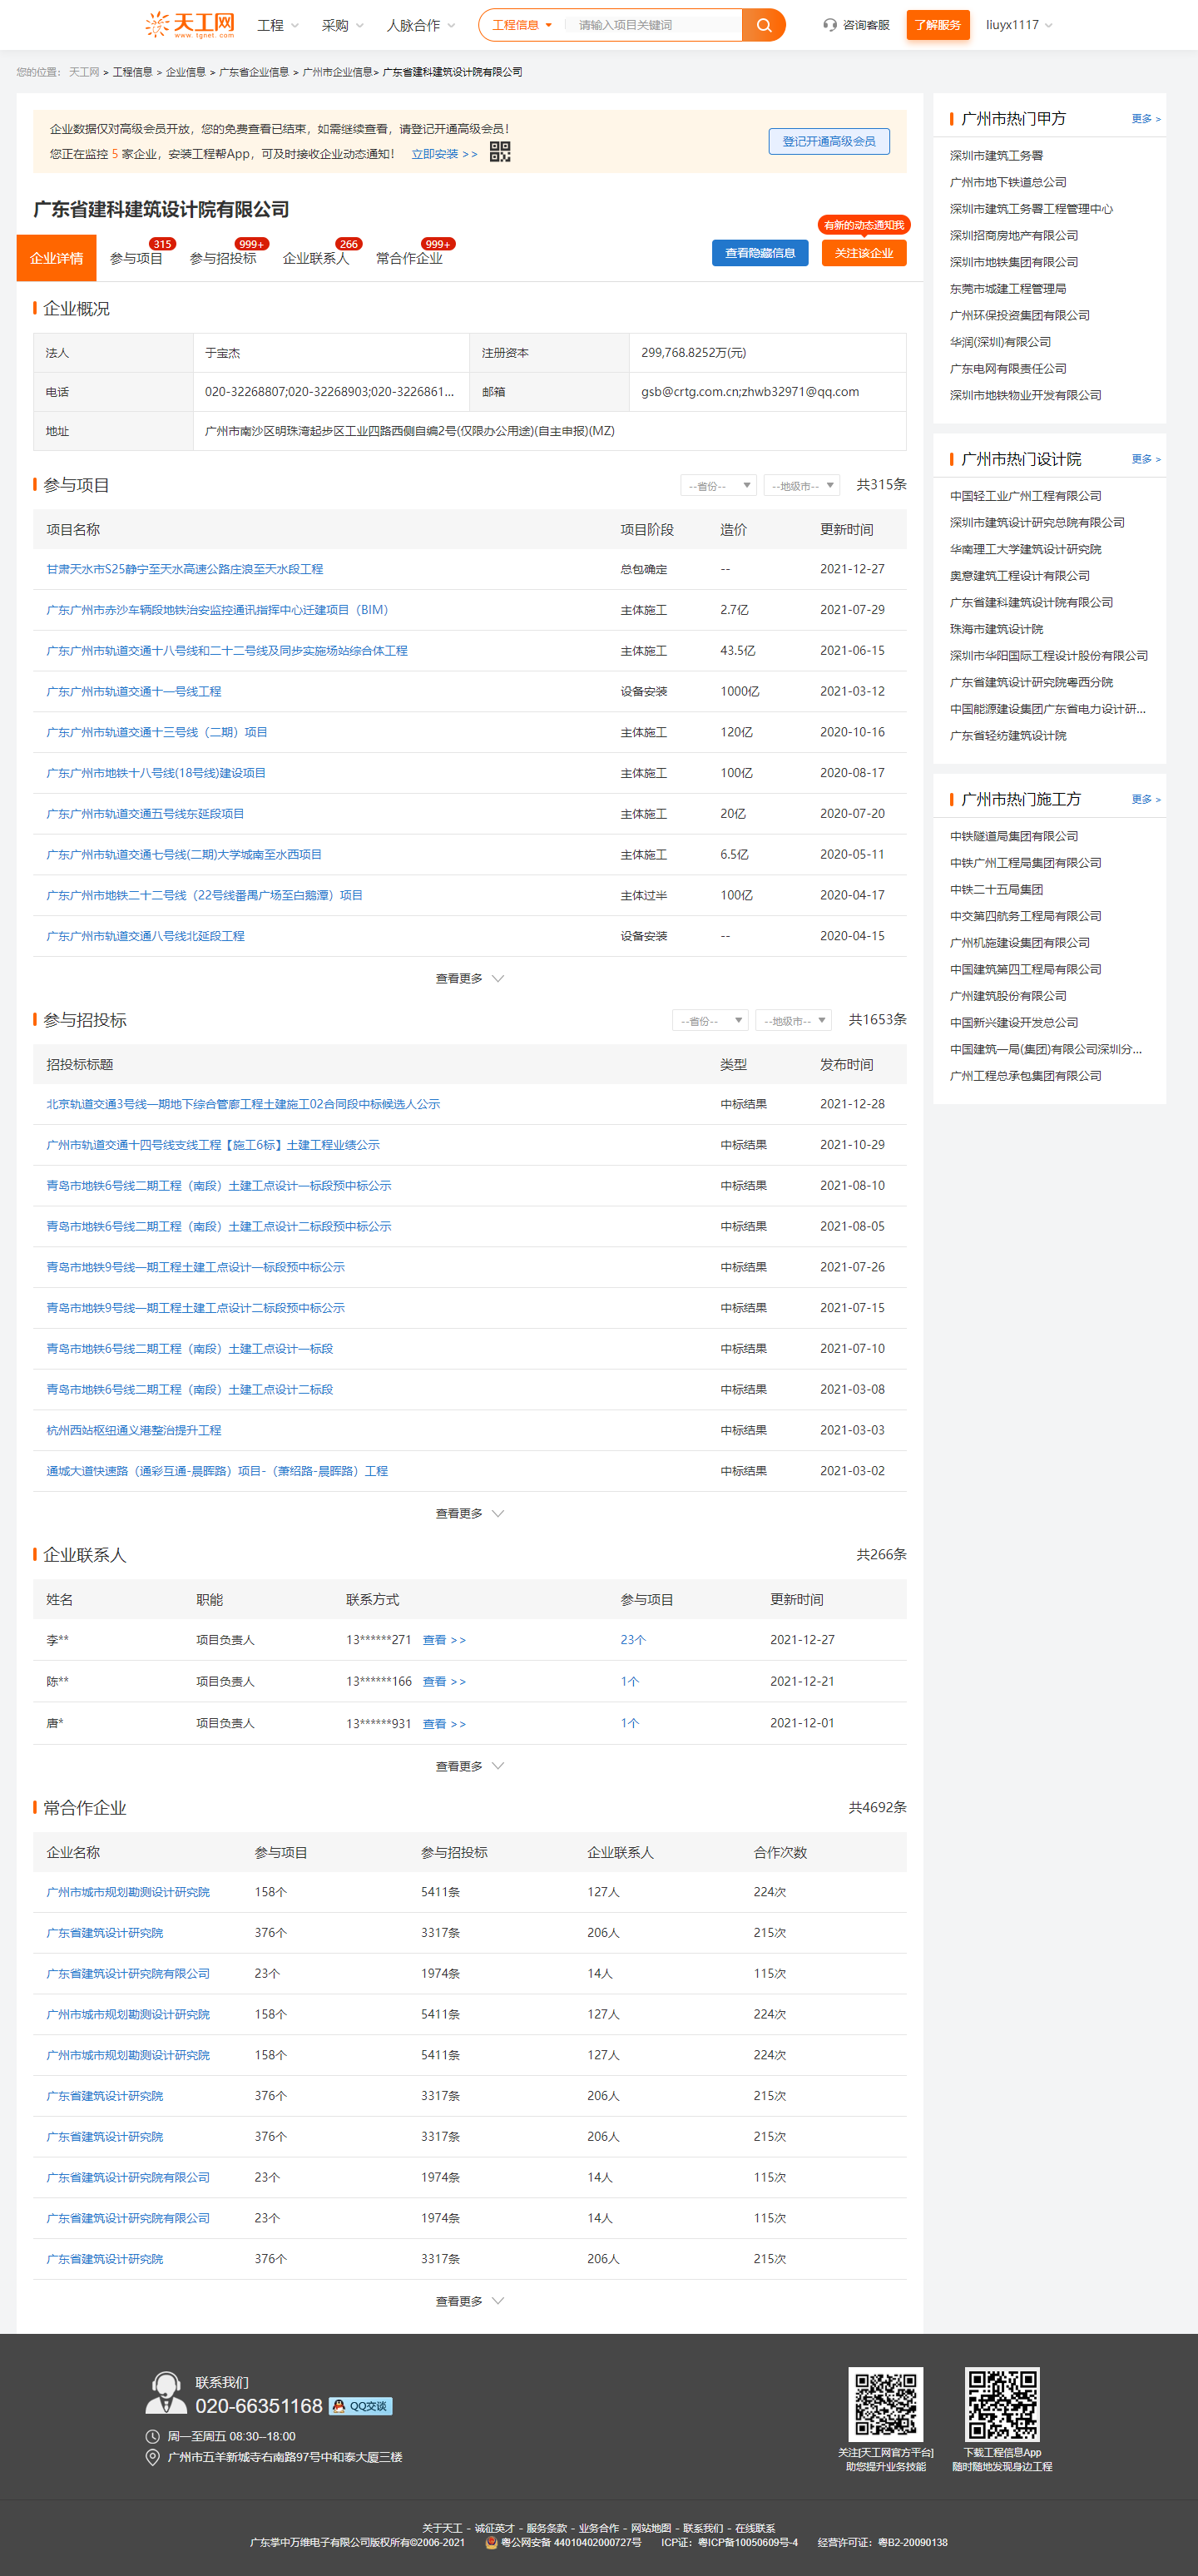 天工网 www.tgnet.com 工程 采购 人脉合作 工程信息 请输入项目关键词 咨询客服 了解服务 liuyx1117
您的位置： 天工网 > 工程信息 > 企业信息 > 广东省企业信息 > 广州市企业信息> 广东省建科建筑设计院有限公司
企业数据仅对高级会员开放，您的免费查看已结束，如需继续查看，请登记开通高级会员！
您正在监控 5 家企业，安装工程帮App，可及时接收企业动态通知！ 立即安装 >>
登记开通高级会员
广东省建科建筑设计院有限公司
有新的动态通知我
企业详情 参与项目 315 参与招投标 999+ 企业联系人 266 常合作企业 999+ 查看隐藏信息 关注该企业
企业概况
法人 于宝杰 注册资本 299,768.8252万(元)
电话 020-32268807;020-32268903;020-3226861... 邮箱 gsb@crtg.com.cn;zhwb32971@qq.com
地址 广州市南沙区明珠湾起步区工业四路西侧自编2号(仅限办公用途)(自主申报)(MZ)
参与项目 --省份-- --地级市-- 共315条
项目名称 项目阶段 造价 更新时间
甘肃天水市S25静宁至天水高速公路庄浪至天水段工程 总包确定 -- 2021-12-27
广东广州市赤沙车辆段地铁治安监控通讯指挥中心迁建项目（BIM） 主体施工 2.7亿 2021-07-29
广东广州市轨道交通十八号线和二十二号线及同步实施场站综合体工程 主体施工 43.5亿 2021-06-15
广东广州市轨道交通十一号线工程 设备安装 1000亿 2021-03-12
广东广州市轨道交通十三号线（二期）项目 主体施工 120亿 2020-10-16
广东广州市地铁十八号线(18号线)建设项目 主体施工 100亿 2020-08-17
广东广州市轨道交通五号线东延段项目 主体施工 20亿 2020-07-20
广东广州市轨道交通七号线(二期)大学城南至水西项目 主体施工 6.5亿 2020-05-11
广东广州市地铁二十二号线（22号线番禺广场至白鹅潭）项目 主体过半 100亿 2020-04-17
广东广州市轨道交通八号线北延段工程 设备安装 -- 2020-04-15
查看更多
参与招投标 --省份-- --地级市-- 共1653条
招投标标题 类型 发布时间
北京轨道交通3号线一期地下综合管廊工程土建施工02合同段中标候选人公示 中标结果 2021-12-28
广州市轨道交通十四号线支线工程【施工6标】土建工程业绩公示 中标结果 2021-10-29
青岛市地铁6号线二期工程（南段）土建工点设计一标段预中标公示 中标结果 2021-08-10
青岛市地铁6号线二期工程（南段）土建工点设计二标段预中标公示 中标结果 2021-08-05
青岛市地铁9号线一期工程土建工点设计一标段预中标公示 中标结果 2021-07-26
青岛市地铁9号线一期工程土建工点设计二标段预中标公示 中标结果 2021-07-15
青岛市地铁6号线二期工程（南段）土建工点设计一标段 中标结果 2021-07-10
青岛市地铁6号线二期工程（南段）土建工点设计二标段 中标结果 2021-03-08
杭州西站枢纽通义港整治提升工程 中标结果 2021-03-03
通城大道快速路（通彩互通-晨晖路）项目-（萧绍路-晨晖路）工程 中标结果 2021-03-02
查看更多
企业联系人 共266条
姓名 职能 联系方式 参与项目 更新时间
李** 项目负责人 13******271 查看 >> 23个 2021-12-27
陈** 项目负责人 13******166 查看 >> 1个 2021-12-21
唐* 项目负责人 13******931 查看 >> 1个 2021-12-01
查看更多
常合作企业 共4692条
企业名称 参与项目 参与招投标 企业联系人 合作次数
广州市城市规划勘测设计研究院 158个 5411条 127人 224次
广东省建筑设计研究院 376个 3317条 206人 215次
广东省建筑设计研究院有限公司 23个 1974条 14人 115次
广州市城市规划勘测设计研究院 158个 5411条 127人 224次
广州市城市规划勘测设计研究院 158个 5411条 127人 224次
广东省建筑设计研究院 376个 3317条 206人 215次
广东省建筑设计研究院 376个 3317条 206人 215次
广东省建筑设计研究院有限公司 23个 1974条 14人 115次
广东省建筑设计研究院有限公司 23个 1974条 14人 115次
广东省建筑设计研究院 376个 3317条 206人 215次
查看更多
广州市热门甲方 更多 >
深圳市建筑工务署
广州市地下铁道总公司
深圳市建筑工务署工程管理中心
深圳招商房地产有限公司
深圳市地铁集团有限公司
东莞市城建工程管理局
广州环保投资集团有限公司
华润(深圳)有限公司
广东电网有限责任公司
深圳市地铁物业开发有限公司
广州市热门设计院 更多 >
中国轻工业广州工程有限公司
深圳市建筑设计研究总院有限公司
华南理工大学建筑设计研究院
奥意建筑工程设计有限公司
广东省建科建筑设计院有限公司
珠海市建筑设计院
深圳市华阳国际工程设计股份有限公司
广东省建筑设计研究院粤西分院
中国能源建设集团广东省电力设计研...
广东省轻纺建筑设计院
广州市热门施工方 更多 >
中铁隧道局集团有限公司
中铁广州工程局集团有限公司
中铁二十五局集团
中交第四航务工程局有限公司
广州机施建设集团有限公司
中国建筑第四工程局有限公司
广州建筑股份有限公司
中国新兴建设开发总公司
中国建筑一局(集团)有限公司深圳分...
广州工程总承包集团有限公司
联系我们
020-66351168 QQ交谈
周一至周五 08:30--18:00
广州市五羊新城寺右南路97号中和泰大厦三楼
关注[天工网官方平台]
助您提升业务技能
下载工程信息App
随时随地发现身边工程
关于天工 - 诚征英才 - 服务条款 - 业务合作 - 网站地图 - 联系我们 - 在线联系
广东掌中万维电子有限公司版权所有©2006-2021 粤公网安备 44010402000727号 ICP证：粤ICP备10050609号-4 经营许可证：粤B2-20090138